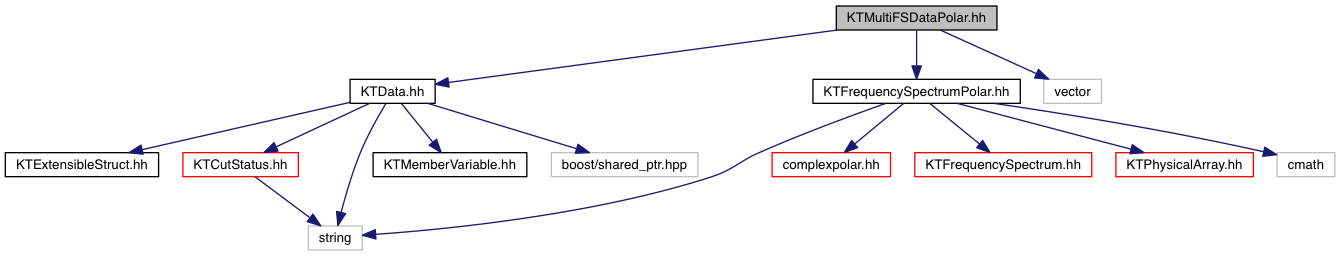 KTMultiFSDataPolar.hh
KTData.hh
KTFrequencySpectrumPolar.hh
vector
KTExtensibleStruct.hh
KTCutStatus.hh
KTMemberVariable.hh
boost/shared_ptr.hpp
complexpolar.hh
KTFrequencySpectrum.hh
KTPhysicalArray.hh
cmath
string